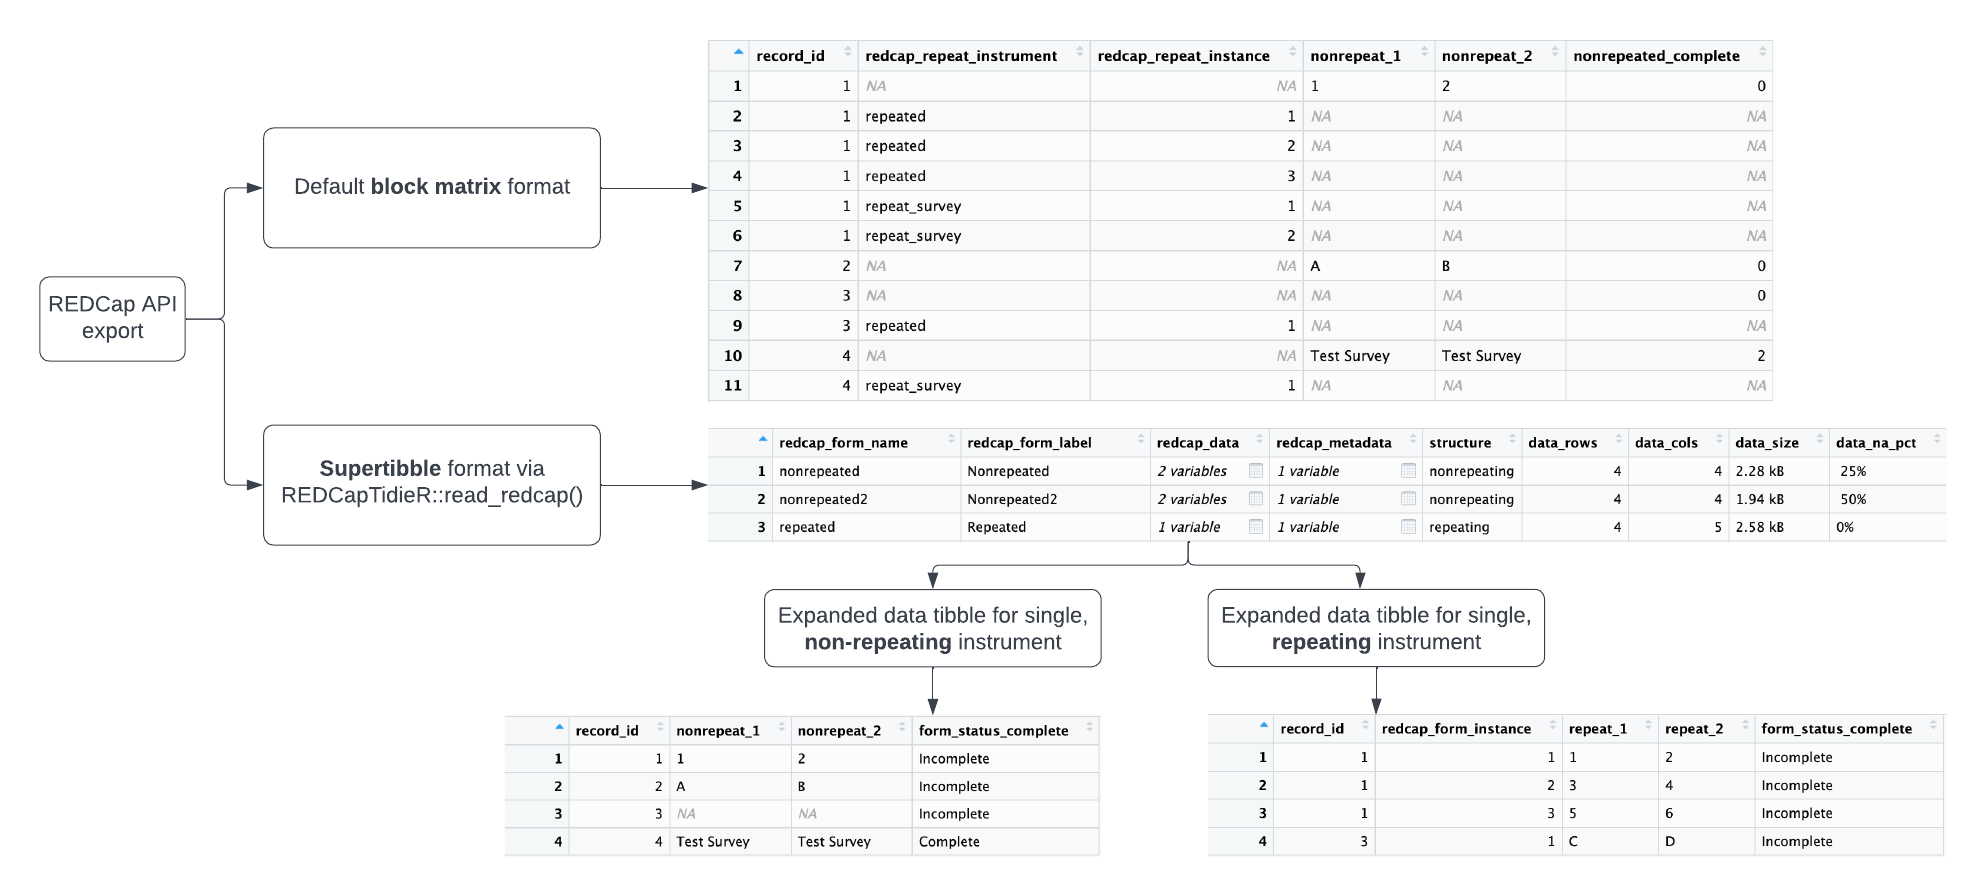 record_id redcap_repeat_instrument redcap_repeat_instance nonrepeat_1 nonrepeat_2 nonrepeated_complete
1 1 NA NA 1 2 0
2 1 repeated 1 NA NA NA
3 1 repeated 2 NA NA NA
4 1 repeated 3 NA NA NA
5 1 repeat_survey 1 NA NA NA
6 1 repeat_survey 2 NA NA NA
7 2 NA NA A B 0
8 3 NA NA NA NA 0
9 3 repeated 1 NA NA NA
10 4 NA NA Test Survey Test Survey 2
11 4 repeat_survey 1 NA NA NA
Default block matrix format
REDCap API
export
Supertibble format via
REDCapTidieR::read_redcap()
redcap_form_name redcap_form_label redcap_data redcap_metadata structure data_rows data_cols data_size data_na_pct
1 nonrepeated Nonrepeated 2 variables 1 variable nonrepeating 4 4 2.28 kB 25%
2 nonrepeated2 Nonrepeated2 2 variables 1 variable nonrepeating 4 4 1.94 kB 50%
3 repeated Repeated 1 variable 1 variable repeating 4 5 2.58 kB 0%
Expanded data tibble for single,
non-repeating instrument
Expanded data tibble for single,
repeating instrument
record_id nonrepeat_1 nonrepeat_2 form_status_complete
1 1 1 2 Incomplete
2 2 A B Incomplete
3 3 NA NA Incomplete
4 4 Test Survey Test Survey Complete
record_id redcap_form_instance repeat_1 repeat_2 form_status_complete
1 1 1 1 2 Incomplete
2 1 2 3 4 Incomplete
3 1 3 5 6 Incomplete
4 3 1 C D Incomplete